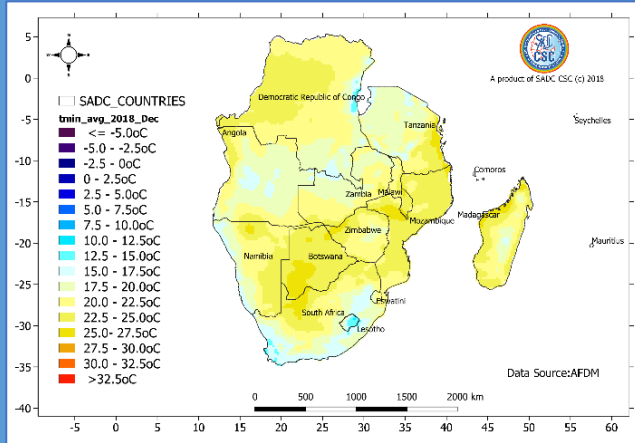 5
0
-5
-10
-15
-20
-25
-30
-35
-40
-5
0
5
10
15
20
25
30
35
40
45
50
55
60
N
W
E
S
SADC_COUNTRIES
tmin_avg_2018_Dec
<= -5.0oC
-5.0 - -2.5oC
-2.5 - 0oC
0 - 2.5oC
2.5 - 5.0oC
5.0 - 7.5oC
7.5 - 10.0oC
10.0 - 12.5oC
12.5 - 15.0oC
15.0 - 17.5oC
17.5 - 20.0oC
20.0 - 22.5oC
22.5 - 25.0oC
25.0- 27.5oC
27.5 - 30.0oC
30.0 - 32.5oC
>32.5oC
CSC
A product of SADC CSC (c) 2018
Democratic Republic of Congo
Tanzania
Seychelles
Angola
Comoros
Zambia
Malawi
Mozambique
Madagascar
Zimbabwe
Mauritius
Namibia
Botswana
Eswatini
South Africa
Lesotho
Data Source:AFDM
0
500
1000
1500
2000 km